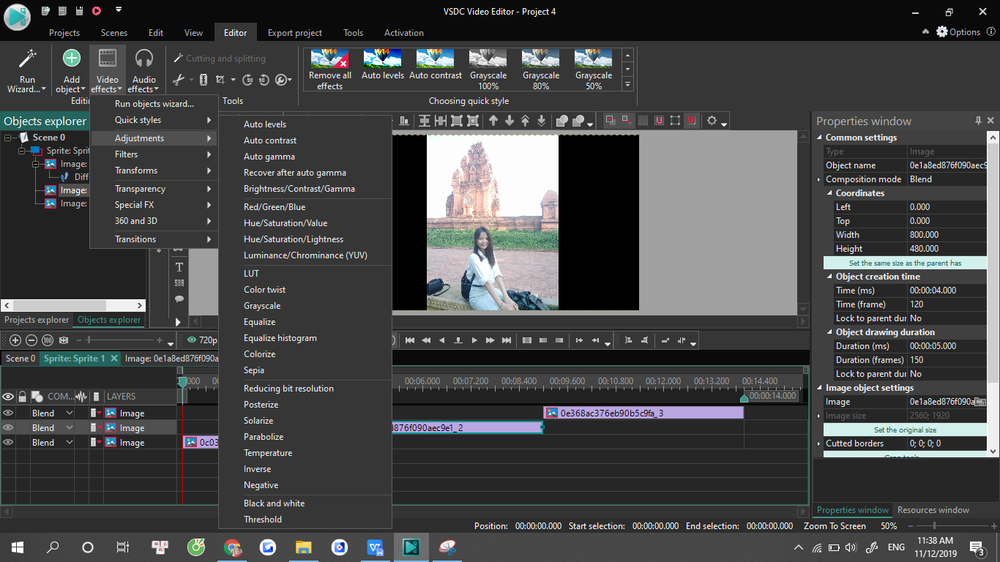 VSDC Video Editor - Project 4
Projects Scenes Edit View Editor Export project Tools Activation
Options
Run Wizard...
Add object
Video effects
Audio effects
Cutting and splitting
Remove all effects
Auto levels
Auto contrast
Grayscale 100%
Grayscale 80%
Grayscale 50%
Editi
Tools
Choosing quick style
Run objects wizard...
Quick styles
Adjustments
Filters
Transforms
Transparency
Special FX
360 and 3D
Transitions
Auto levels
Auto contrast
Auto gamma
Recover after auto gamma
Brightness/Contrast/Gamma
Red/Green/Blue
Hue/Saturation/Value
Hue/Saturation/Lightness
Luminance/Chrominance (YUV)
LUT
Color twist
Grayscale
Equalize
Equalize histogram
Colorize
Sepia
Reducing bit resolution
Posterize
Solarize
Parabolize
Temperature
Inverse
Negative
Black and white
Threshold
Objects explorer
Scene 0
Sprite: Sprit
Image:
Diff
Image:
Image:
Projects explorer Objects explorer
T
720p
Properties window
Common settings
Type Image
Object name 0e1a8ed876f090aec9
Composition mode Blend
Coordinates
Left 0.000
Top 0.000
Width 800.000
Height 480.000
Set the same size as the parent has
Object creation time
Time (ms) 00:00:04.000
Time (frame) 120
Lock to parent dur No
Object drawing duration
Duration (ms) 00:00:05.000
Duration (frames) 150
Lock to parent dur No
Image object settings
Image 0e1a8ed876f090a
Image size 2560; 1920
Set the original size
Cutted borders 0; 0; 0; 0
Crop tools
Properties window Resources window
Scene 0 Sprite: Sprite 1 Image: 0e1a8ed876f090a
000 00:00:06.000 00:00:07.200 00:00:08.400 00:00:09.600 00:00:10.800 00:00:12.000 00:00:13.200 00:00:14.400
00:00:14.000
COM... LAYERS
Blend Image 0e368ac376eb90b5c9fa_3
Blend Image d876f090aec9e1_2
Blend Image 0c03
Position: 00:00:00.000 Start selection: 00:00:00.000 End selection: 00:00:00.000 Zoom To Screen 50%
ENG
11:38 AM
11/12/2019
3